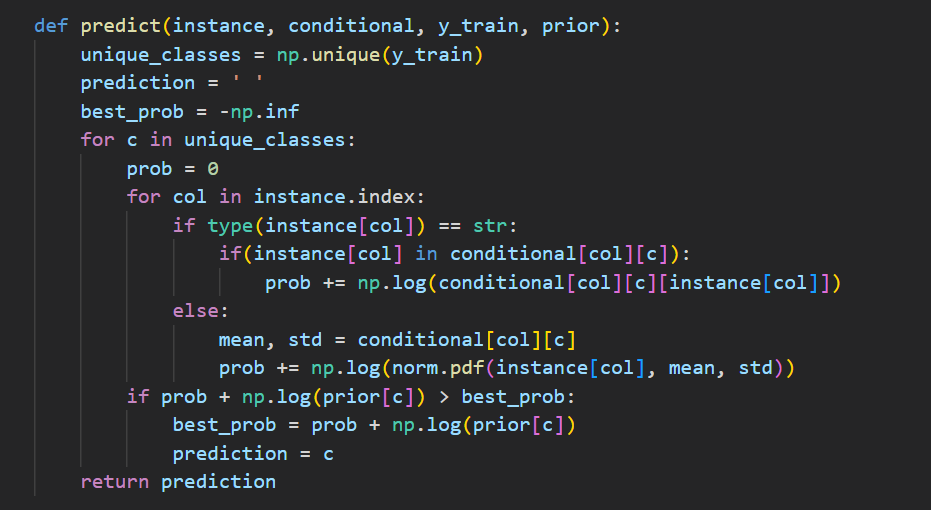 def predict(instance, conditional, y_train, prior):
    unique_classes = np.unique(y_train)
    prediction = ' '
    best_prob = -np.inf
    for c in unique_classes:
        prob = 0
        for col in instance.index:
            if type(instance[col]) == str:
                if(instance[col] in conditional[col][c]):
                    prob += np.log(conditional[col][c][instance[col]])
            else:
                mean, std = conditional[col][c]
                prob += np.log(norm.pdf(instance[col], mean, std))
        if prob + np.log(prior[c]) > best_prob:
            best_prob = prob + np.log(prior[c])
            prediction = c
    return prediction